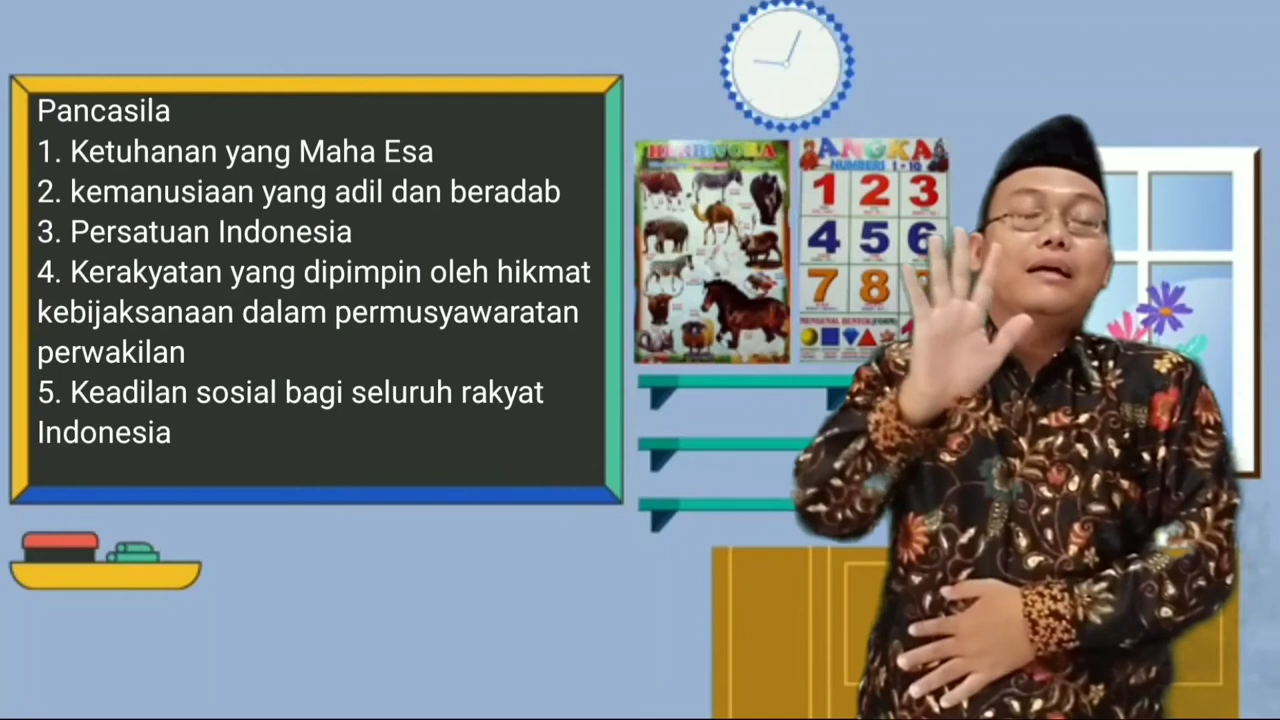 Pancasila
1. Ketuhanan yang Maha Esa
2. kemanusiaan yang adil dan beradab
3. Persatuan Indonesia
4. Kerakyatan yang dipimpin oleh hikmat
kebijaksanaan dalam permusyawaratan
perwakilan
5. Keadilan sosial bagi seluruh rakyat
Indonesia
HERBIVORA
ANGKA
NUMBERS 1 - 10
1 2 3
4 5 6
7 8